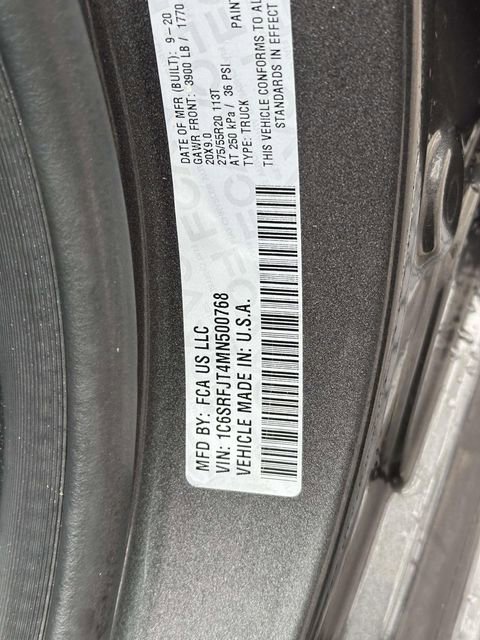 MFD BY: FCA US LLC
DATE OF MFR (BUILT): 9-20
GAWR FRONT: 3900 LB / 1770
20X9.0
275/55R20 113T
AT 250 kPa / 36 PSI PAIN
TYPE: TRUCK
THIS VEHICLE CONFORMS TO AL
STANDARDS IN EFFECT
VIN: 1C6SRFJT4MN500768
VEHICLE MADE IN: U.S.A.